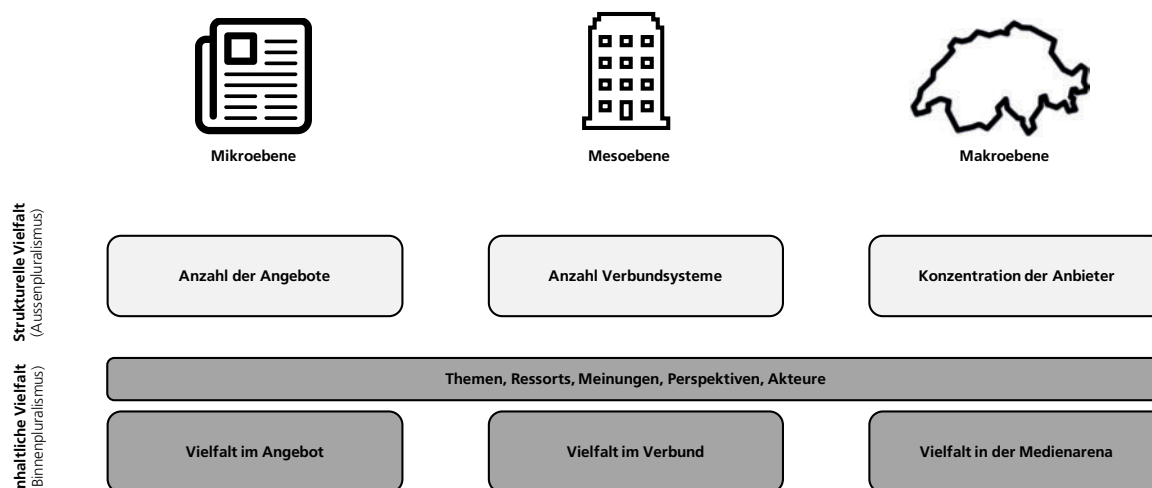 Mikroebene
Mesoebene
Makroebene
Strukturelle Vielfalt
(Aussenpluralismus)
Anzahl der Angebote
Anzahl Verbundsysteme
Konzentration der Anbieter
nhaltliche Vielfalt
Binnenpluralismus)
Themen, Ressorts, Meinungen, Perspektiven, Akteure
Vielfalt im Angebot
Vielfalt im Verbund
Vielfalt in der Medienarena